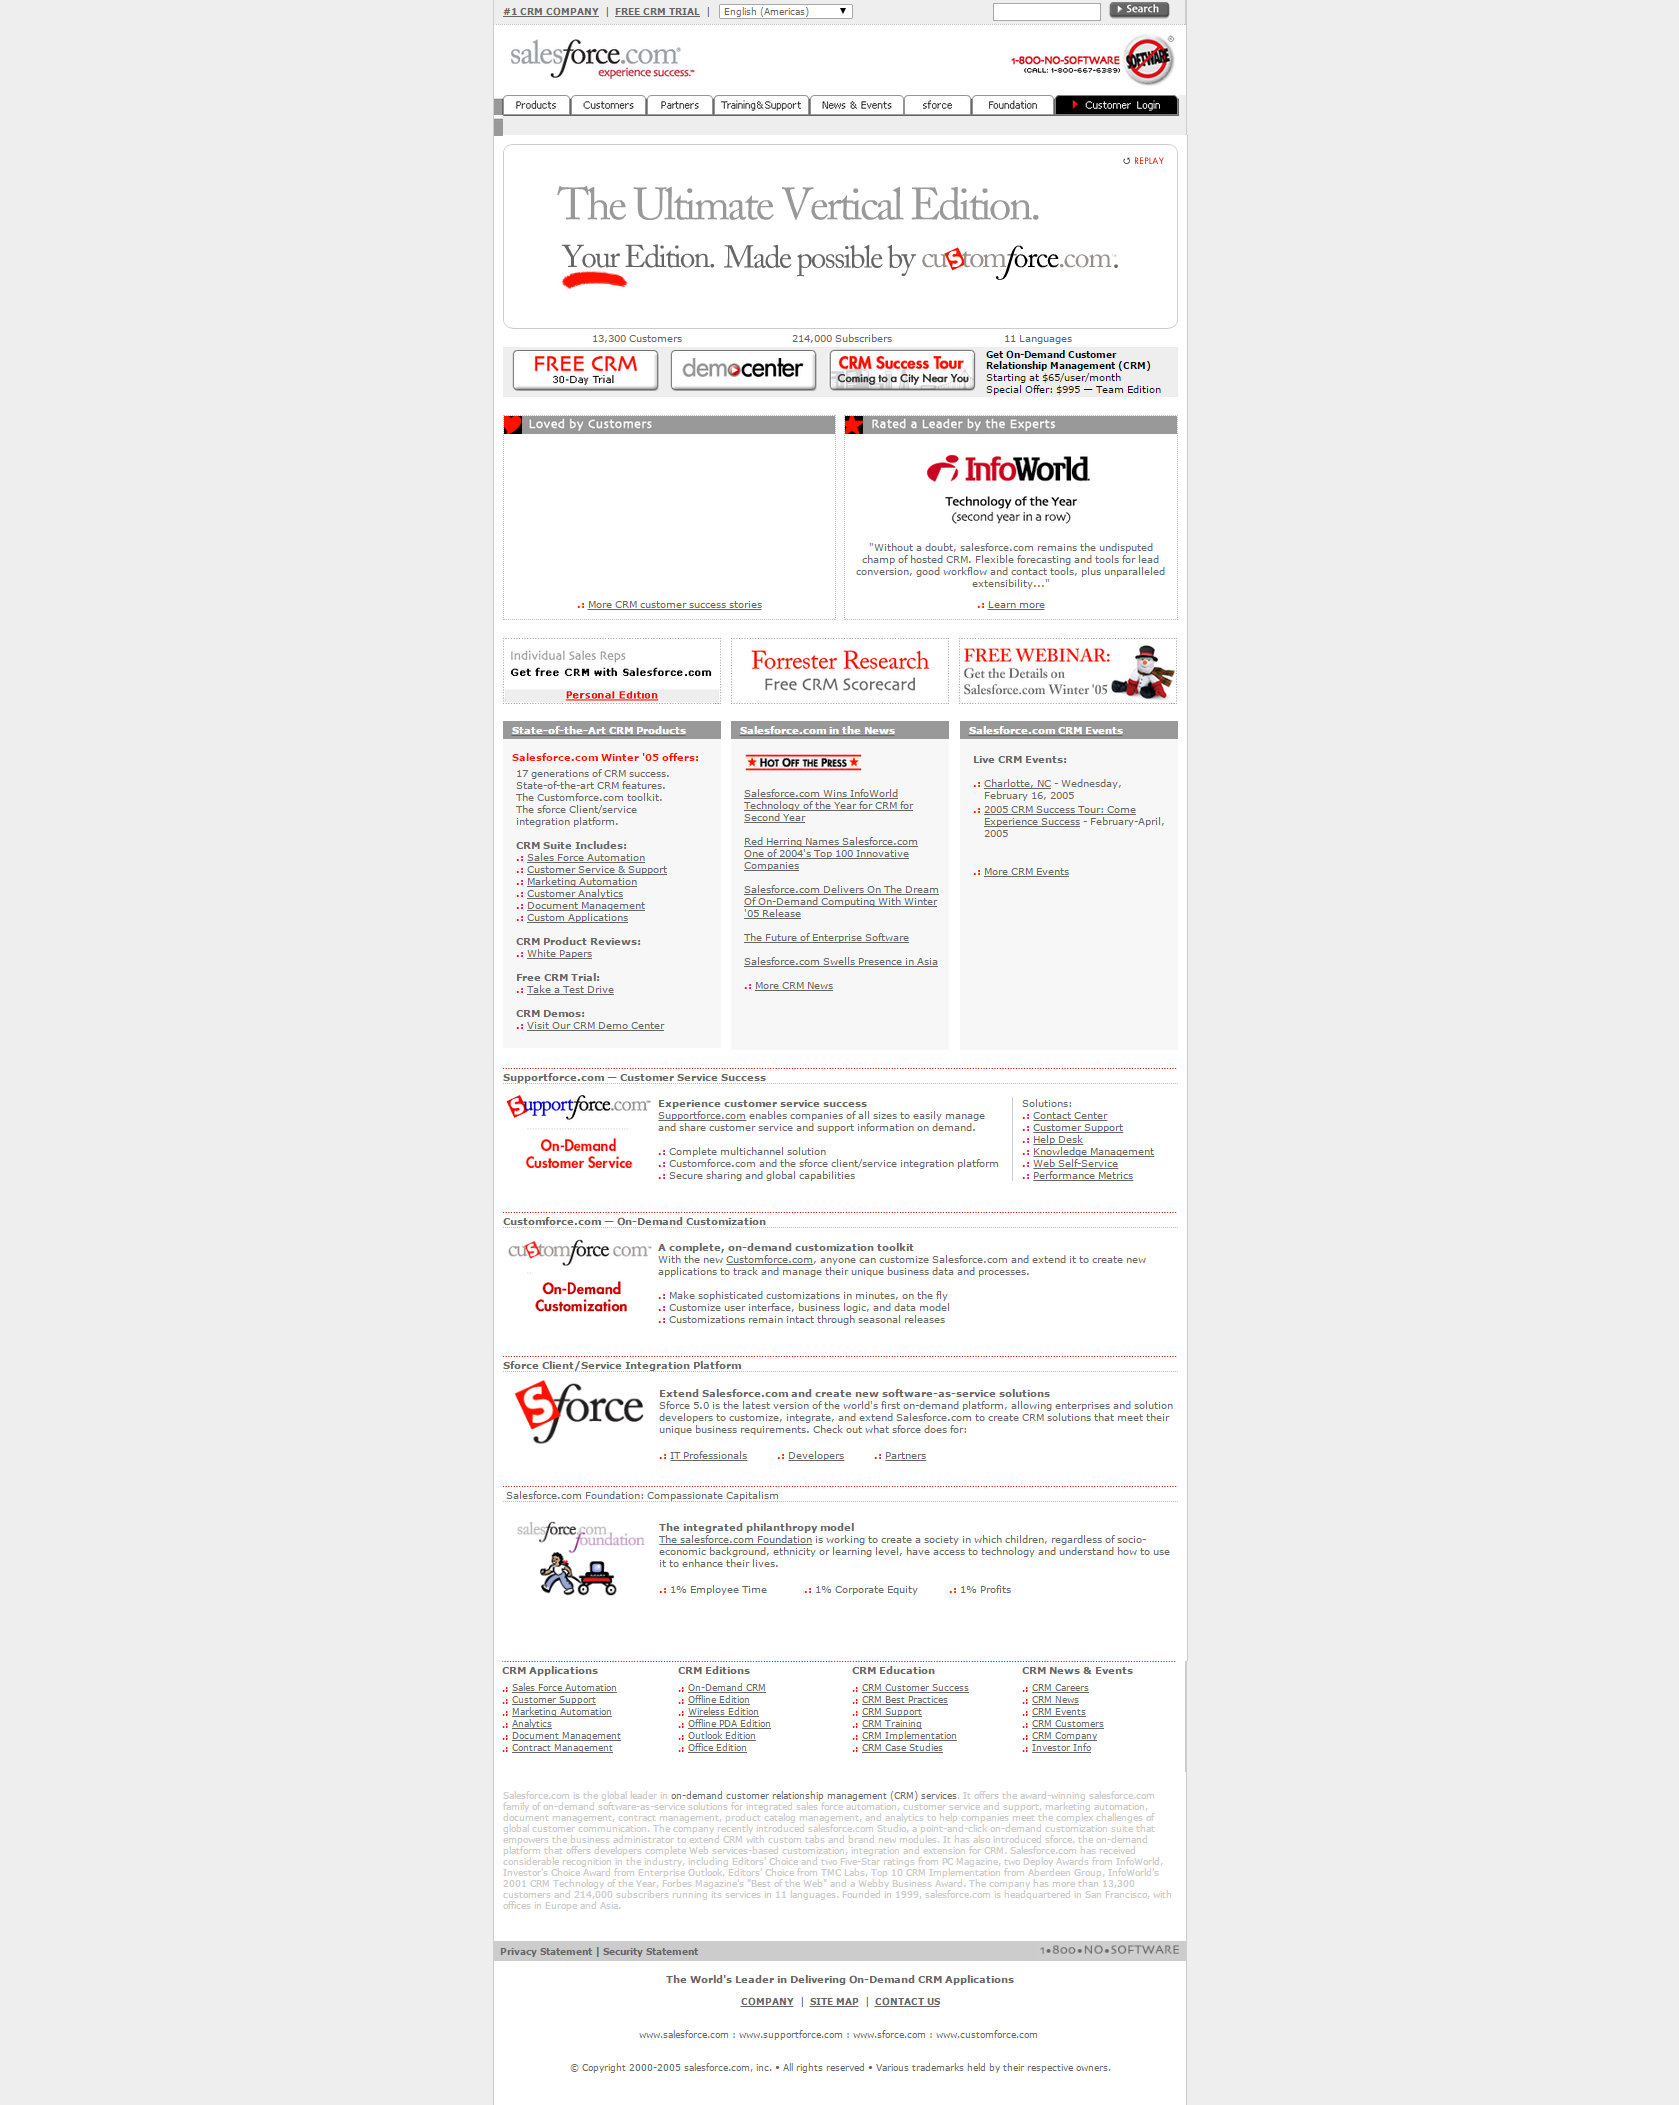 #1 CRM COMPANY | FREE CRM TRIAL | English (Americas) Search
salesforce.com
experience success.™
1-800-NO-SOFTWARE
(CALL: 1-800-667-6389)
SOFTWARE ®
Products Customers Partners Training&Support News & Events sforce Foundation Customer Login
REPLAY
The Ultimate Vertical Edition.
Your Edition. Made possible by customforce.com.
13,300 Customers 214,000 Subscribers 11 Languages
FREE CRM
30-Day Trial
democenter
CRM Success Tour
Coming to a City Near You
Get On-Demand Customer
Relationship Management (CRM)
Starting at $65/user/month
Special Offer: $995 — Team Edition
Loved by Customers
.: More CRM customer success stories
Rated a Leader by the Experts
InfoWorld
Technology of the Year
(second year in a row)
"Without a doubt, salesforce.com remains the undisputed
champ of hosted CRM. Flexible forecasting and tools for lead
conversion, good workflow and contact tools, plus unparalleled
extensibility..."
.: Learn more
Individual Sales Reps
Get free CRM with Salesforce.com
Personal Edition
Forrester Research
Free CRM Scorecard
FREE WEBINAR:
Get the Details on
Salesforce.com Winter '05
State-of-the-Art CRM Products
Salesforce.com Winter '05 offers:
17 generations of CRM success.
State-of-the-art CRM features.
The Customforce.com toolkit.
The sforce Client/service
integration platform.
CRM Suite Includes:
.: Sales Force Automation
.: Customer Service & Support
.: Marketing Automation
.: Customer Analytics
.: Document Management
.: Custom Applications
CRM Product Reviews:
.: White Papers
Free CRM Trial:
.: Take a Test Drive
CRM Demos:
.: Visit Our CRM Demo Center
Salesforce.com in the News
★ HOT OFF THE PRESS ★
Salesforce.com Wins InfoWorld
Technology of the Year for CRM for
Second Year
Red Herring Names Salesforce.com
One of 2004's Top 100 Innovative
Companies
Salesforce.com Delivers On The Dream
Of On-Demand Computing With Winter
'05 Release
The Future of Enterprise Software
Salesforce.com Swells Presence in Asia
.: More CRM News
Salesforce.com CRM Events
Live CRM Events:
.: Charlotte, NC - Wednesday,
February 16, 2005
.: 2005 CRM Success Tour: Come
Experience Success - February-April,
2005
.: More CRM Events
Supportforce.com — Customer Service Success
supportforce.com™
On-Demand
Customer Service
Experience customer service success
Supportforce.com enables companies of all sizes to easily manage
and share customer service and support information on demand.
.: Complete multichannel solution
.: Customforce.com and the sforce client/service integration platform
.: Secure sharing and global capabilities
Solutions:
.: Contact Center
.: Customer Support
.: Help Desk
.: Knowledge Management
.: Web Self-Service
.: Performance Metrics
Customforce.com — On-Demand Customization
customforce.com™
On-Demand
Customization
A complete, on-demand customization toolkit
With the new Customforce.com, anyone can customize Salesforce.com and extend it to create new
applications to track and manage their unique business data and processes.
.: Make sophisticated customizations in minutes, on the fly
.: Customize user interface, business logic, and data model
.: Customizations remain intact through seasonal releases
Sforce Client/Service Integration Platform
Sforce
Extend Salesforce.com and create new software-as-service solutions
Sforce 5.0 is the latest version of the world's first on-demand platform, allowing enterprises and solution
developers to customize, integrate, and extend Salesforce.com to create CRM solutions that meet their
unique business requirements. Check out what sforce does for:
.: IT Professionals .: Developers .: Partners
Salesforce.com Foundation: Compassionate Capitalism
salesforce.com
foundation
The integrated philanthropy model
The salesforce.com Foundation is working to create a society in which children, regardless of socio-
economic background, ethnicity or learning level, have access to technology and understand how to use
it to enhance their lives.
.: 1% Employee Time .: 1% Corporate Equity .: 1% Profits
CRM Applications
.: Sales Force Automation
.: Customer Support
.: Marketing Automation
.: Analytics
.: Document Management
.: Contract Management
CRM Editions
.: On-Demand CRM
.: Offline Edition
.: Wireless Edition
.: Offline PDA Edition
.: Outlook Edition
.: Office Edition
CRM Education
.: CRM Customer Success
.: CRM Best Practices
.: CRM Support
.: CRM Training
.: CRM Implementation
.: CRM Case Studies
CRM News & Events
.: CRM Careers
.: CRM News
.: CRM Events
.: CRM Customers
.: CRM Company
.: Investor Info
Salesforce.com is the global leader in on-demand customer relationship management (CRM) services. It offers the award-winning salesforce.com
family of on-demand software-as-service solutions for integrated sales force automation, customer service and support, marketing automation,
document management, contract management, product catalog management, and analytics to help companies meet the complex challenges of
global customer communication. The company recently introduced salesforce.com Studio, a point-and-click on-demand customization suite that
empowers the business administrator to extend CRM with custom tabs and brand new modules. It has also introduced sforce, the on-demand
platform that offers developers complete Web services-based customization, integration and extension for CRM. Salesforce.com has received
considerable recognition in the industry, including Editors' Choice and two Five-Star ratings from PC Magazine, two Deploy Awards from InfoWorld,
Investor's Choice Award from Enterprise Outlook, Editors' Choice from TMC Labs, Top 10 CRM Implementation from Aberdeen Group, InfoWorld's
2001 CRM Technology of the Year, Forbes Magazine's "Best of the Web" and a Webby Business Award. The company has more than 13,300
customers and 214,000 subscribers running its services in 11 languages. Founded in 1999, salesforce.com is headquartered in San Francisco, with
offices in Europe and Asia.
Privacy Statement | Security Statement 1•800•NO•SOFTWARE
The World's Leader in Delivering On-Demand CRM Applications
COMPANY | SITE MAP | CONTACT US
www.salesforce.com : www.supportforce.com : www.sforce.com : www.customforce.com
© Copyright 2000-2005 salesforce.com, inc. • All rights reserved • Various trademarks held by their respective owners.